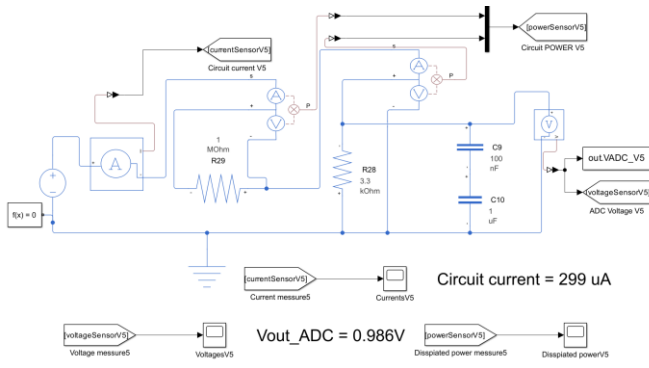 [currentSensorV5]
Circuit current V5
[powerSensorV5]
Circuit POWER V5
s
A
+
V
-
P
s
A
+
V
-
P
1
MOhm
R29
A
+
-
+
R28
3.3
kOhm
C9
100
nF
C10
1
uF
V
out.VADC_V5
[voltageSensorV5]
ADC Voltage V5
f(x) = 0
[currentSensorV5]
Current messure5
CurrentsV5
Circuit current = 299 uA
[voltageSensorV5]
Voltage messure5
VoltagesV5
Vout_ADC = 0.986V
[powerSensorV5]
Disspiated power messure5
Disspiated powerV5